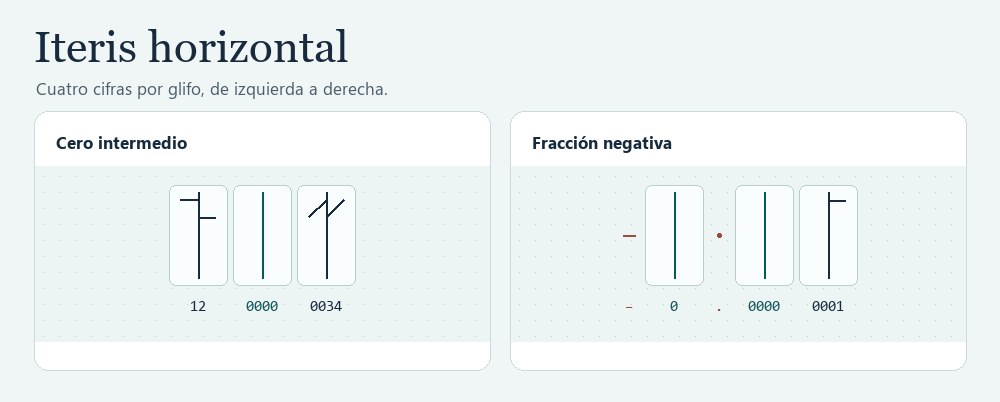 Iteris horizontal
Cuatro cifras por glifo, de izquierda a derecha.
Cero intermedio
12 0000 0034
Fracción negativa
− 0 . 0000 0001